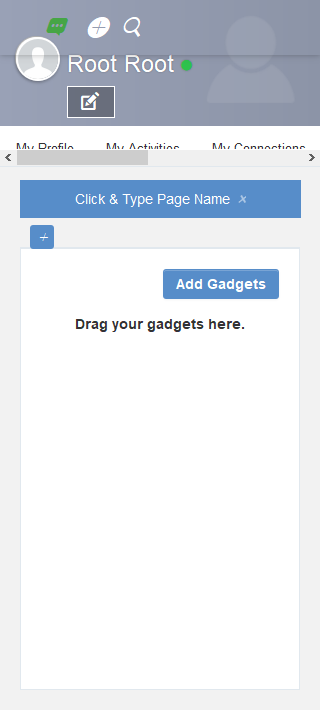 Root Root
My Profile My Activities My Connections
Click & Type Page Name x
+
Add Gadgets
Drag your gadgets here.